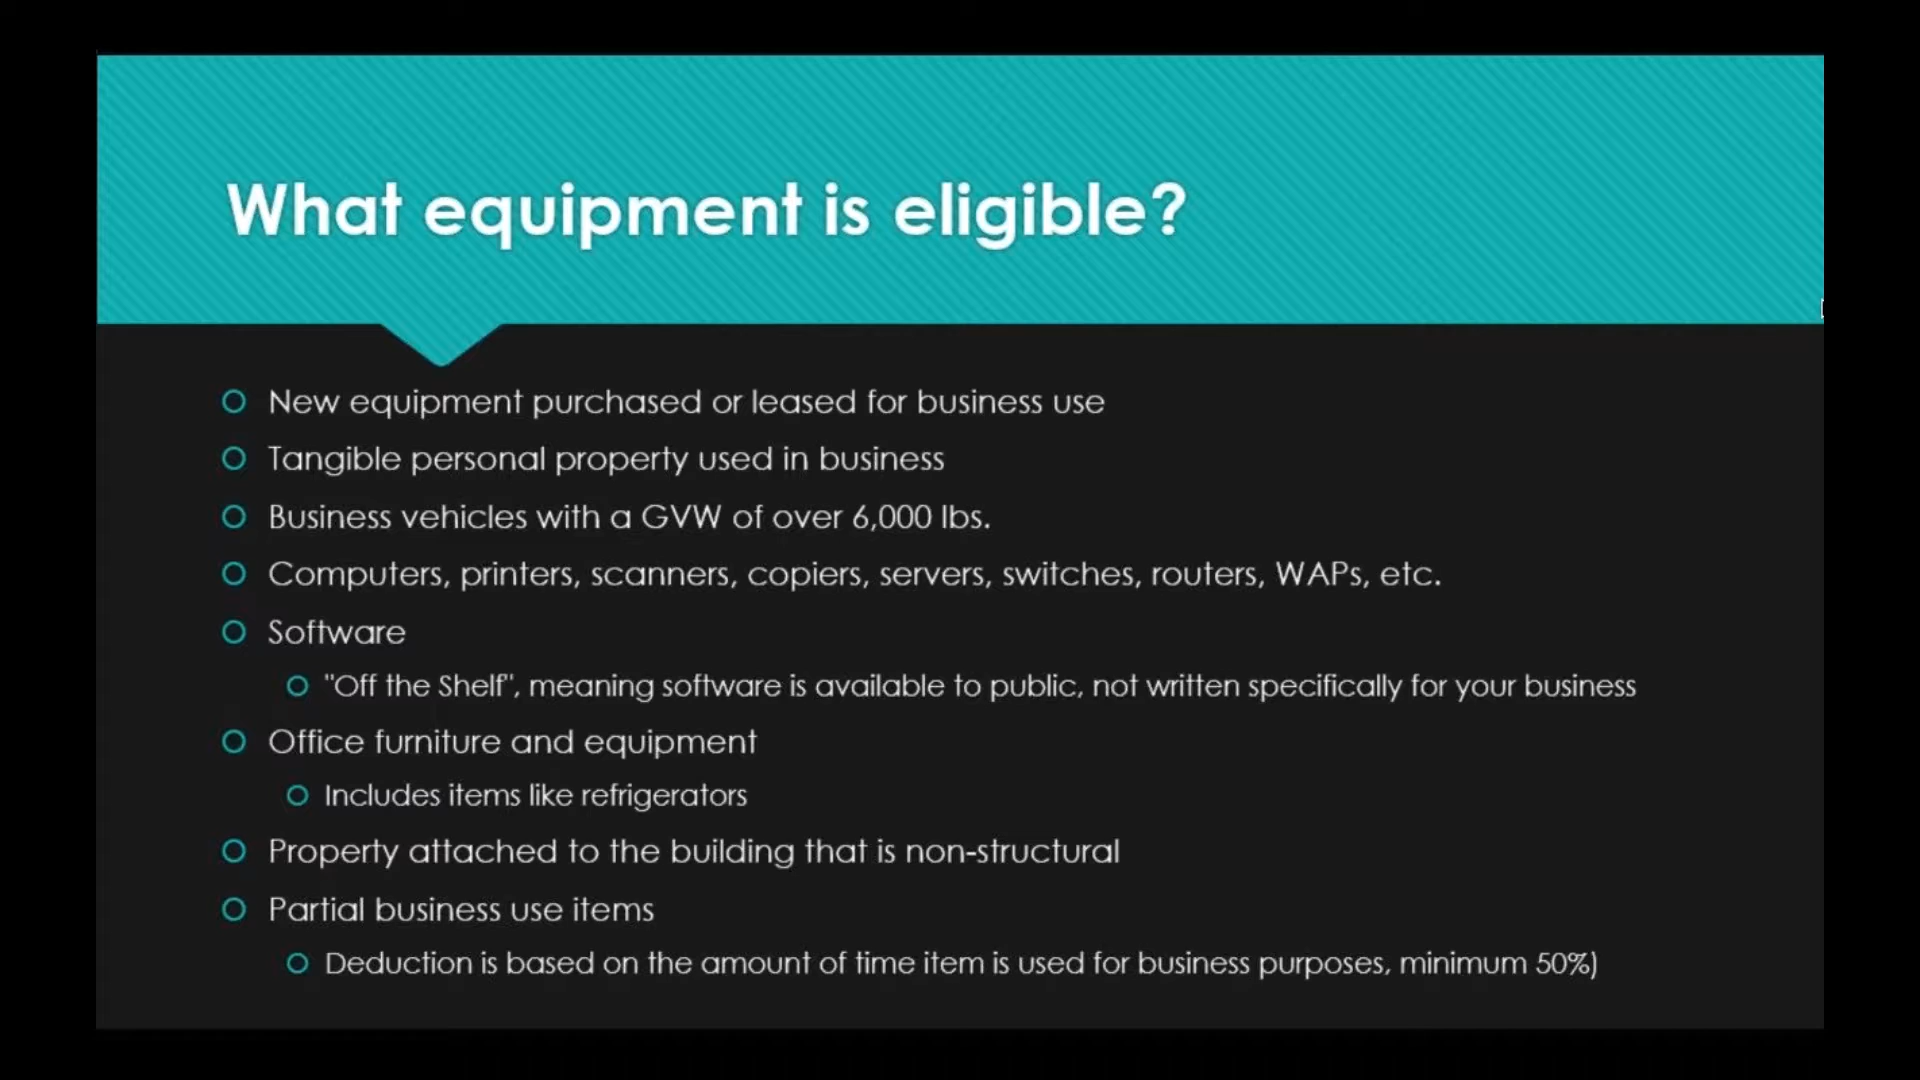 What equipment is eligible?
New equipment purchased or leased for business use
Tangible personal property used in business
Business vehicles with a GVW of over 6,000 lbs.
Computers, printers, scanners, copiers, servers, switches, routers, WAPs, etc.
Software
"Off the Shelf", meaning software is available to public, not written specifically for your business
Office furniture and equipment
Includes items like refrigerators
Property attached to the building that is non-structural
Partial business use items
Deduction is based on the amount of time item is used for business purposes, minimum 50%)